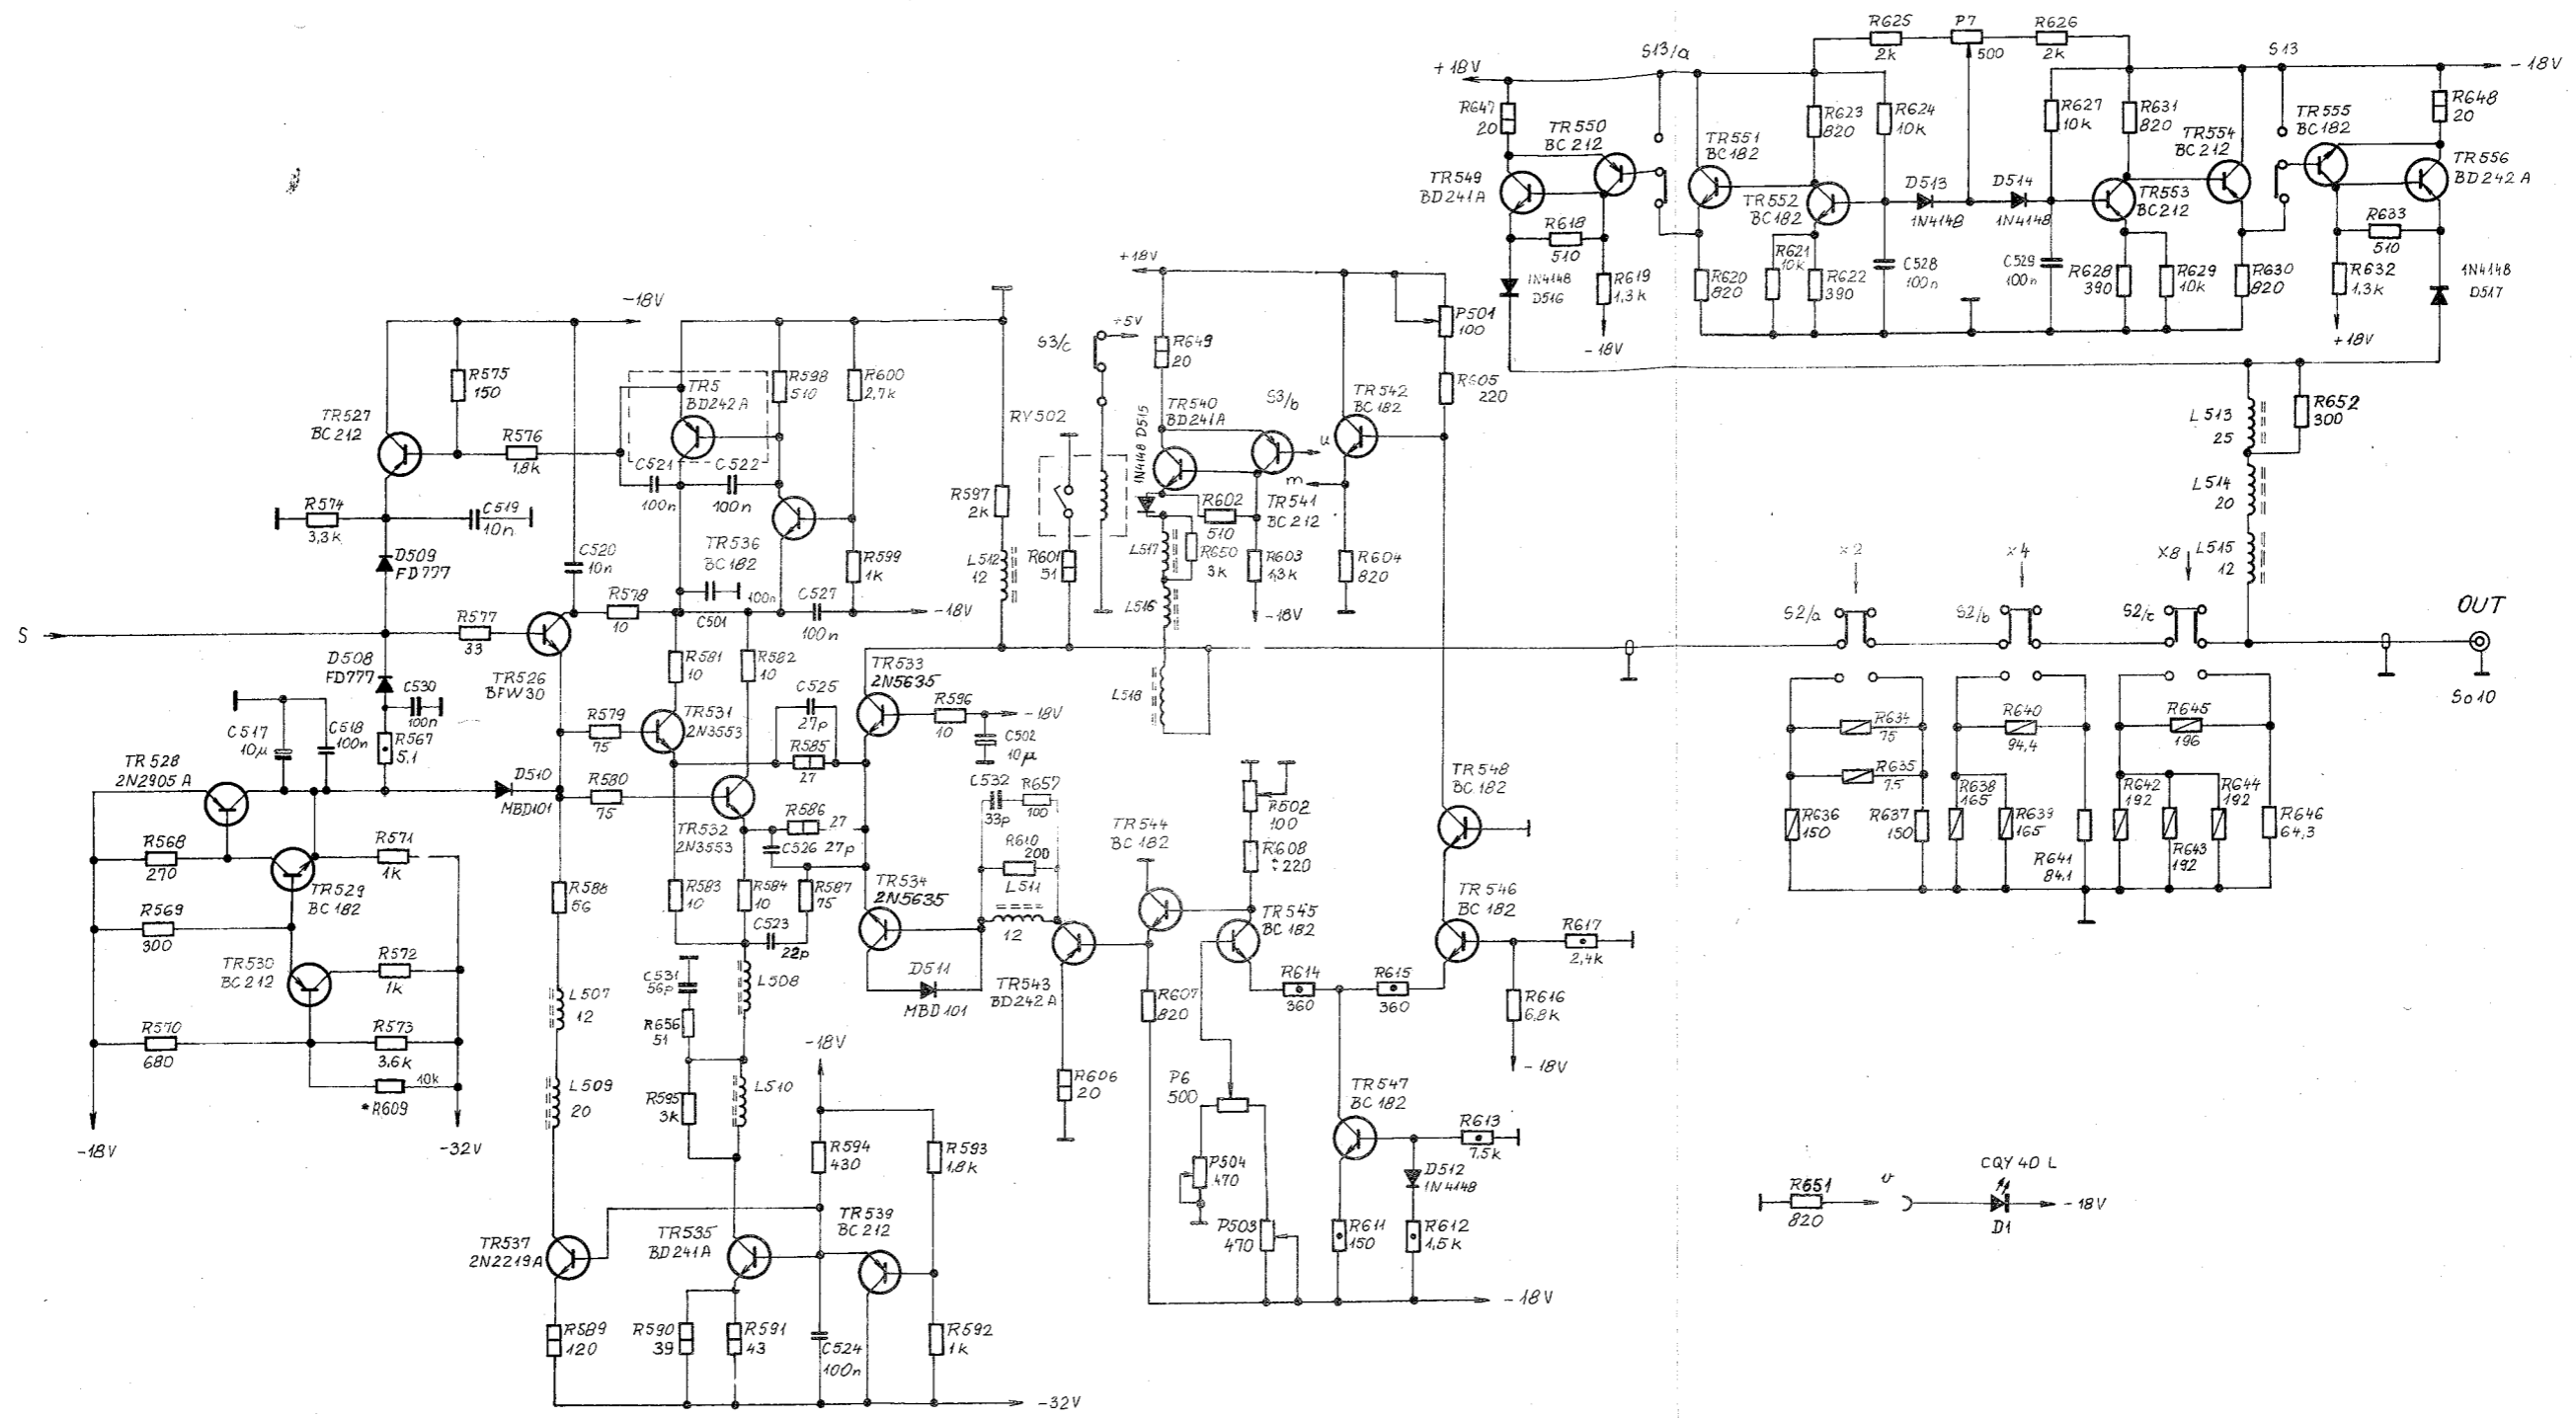 R625
P7
R626
2k
500
2k
S13/a
S13
+18V
-18V
R647
20
TR550
BC212
TR551
BC182
R623
820
R624
10k
R627
10k
R631
820
TR554
BC212
TR555
BC182
R648
20
TR549
BD241A
TR552
BC182
D513
1N4148
D514
1N4148
TR553
BC212
TR556
BD242A
R618
510
R633
510
1N4148
D516
R619
1,3k
-18V
R620
820
R621
10k
R622
390
C528
100n
C529
100n
R628
390
R629
10k
R630
820
R632
1,3k
+18V
1N4148
D517
+18V
-18V
+5V
S3/c
R649
20
P501
100
R605
220
TR542
BC182
S3/b
TR540
BD241A
1N4148 D515
u
m
R575
150
TR527
BC212
R576
1,8k
TR5
BD242A
R598
510
R600
2,7k
RY502
C521
100n
C522
100n
R597
2k
R602
510
TR541
BC212
L513
25
R652
300
L514
20
L515
12
R574
3,3k
C519
10n
D509
FD777
C520
10n
TR536
BC182
R599
1k
L512
12
R601
51
L517
R650
3k
R603
1,3k
R604
820
-18V
L516
R578
10
C501
100n
C527
100n
-18V
x2
x4
x8
S
R577
33
S2/a
S2/b
S2/c
OUT
So10
D508
FD777
C530
100n
TR526
BFW30
R581
10
R582
10
TR533
2N5635
C525
27p
R596
10
-18V
C502
10µ
L518
C517
10µ
C518
100n
R567
5,1
R579
75
TR531
2N3553
R585
27
TR528
2N2905A
D510
MBD101
R580
75
TR532
2N3553
R586
27
C526
27p
C532
33p
R657
100
R610
200
L511
12
TR544
BC182
R502
100
R608
220
TR548
BC182
R634
75
R635
75
R636
150
R637
150
R640
94,4
R638
165
R639
165
R641
84,1
R645
196
R642
192
R643
192
R644
192
R646
64,3
R568
270
R571
1k
TR529
BC182
R569
300
R588
56
R583
10
R584
10
R587
75
C523
22p
TR534
2N5635
TR545
BC182
TR546
BC182
R617
2,4k
TR530
BC212
R572
1k
C531
56p
L508
D511
MBD101
TR543
BD242A
R607
820
R614
360
R615
360
R616
6,8k
-18V
L507
12
R656
51
R570
680
R573
3,6k
10k
*R609
L509
20
R595
3k
L510
-18V
R606
20
P6
500
TR547
BC182
R613
7,5k
-18V
-32V
R594
430
R593
1,8k
P504
470
D512
1N4148
P503
470
R611
150
R612
1,5k
R651
820
v
CQY40L
D1
-18V
TR537
2N2219A
TR535
BD241A
TR539
BC212
-18V
R589
120
R590
39
R591
43
C524
100n
R592
1k
-32V